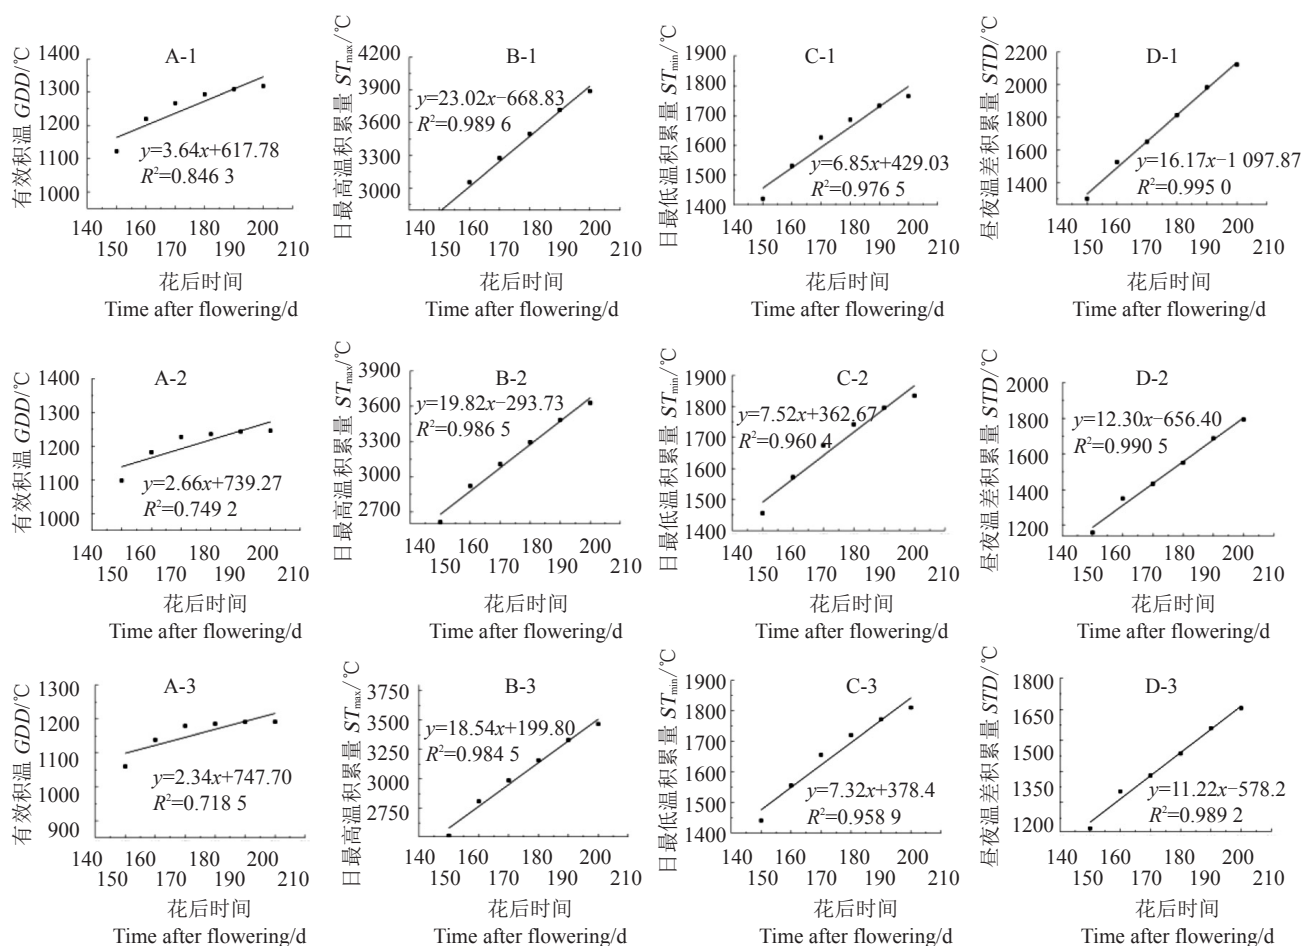 有效积温 GDD/℃
A-1
1400
1300
1200
1100
1000
y=3.64x+617.78
R²=0.846 3
140 160 180 200
150 170 190 210
花后时间
Time after flowering/d
日最高温积累量 STmax/℃
B-1
4200
3900
3600
3300
3000
y=23.02x−668.83
R²=0.989 6
140 160 180 200
150 170 190 210
花后时间
Time after flowering/d
日最低温积累量 STmin/℃
C-1
1900
1800
1700
1600
1500
1400
y=6.85x+429.03
R²=0.976 5
140 160 180 200
150 170 190 210
花后时间
Time after flowering/d
昼夜温差积累量 STD/℃
D-1
2200
2000
1800
1600
1400
y=16.17x−1 097.87
R²=0.995 0
140 160 180 200
150 170 190 210
花后时间
Time after flowering/d
有效积温 GDD/℃
A-2
1400
1300
1200
1100
1000
y=2.66x+739.27
R²=0.749 2
140 160 180 200
150 170 190 210
花后时间
Time after flowering/d
日最高温积累量 STmax/℃
B-2
3900
3600
3300
3000
2700
y=19.82x−293.73
R²=0.986 5
140 160 180 200
150 170 190 210
花后时间
Time after flowering/d
日最低温积累量 STmin/℃
C-2
1900
1800
1700
1600
1500
1400
y=7.52x+362.67
R²=0.960 4
140 160 180 200
150 170 190 210
花后时间
Time after flowering/d
昼夜温差积累量 STD/℃
D-2
2000
1800
1600
1400
1200
y=12.30x−656.40
R²=0.990 5
140 160 180 200
150 170 190 210
花后时间
Time after flowering/d
有效积温 GDD/℃
A-3
1300
1200
1100
1000
900
y=2.34x+747.70
R²=0.718 5
140 160 180 200
150 170 190 210
花后时间
Time after flowering/d
日最高温积累量 STmax/℃
B-3
3750
3500
3250
3000
2750
y=18.54x+199.80
R²=0.984 5
140 160 180 200
150 170 190 210
花后时间
Time after flowering/d
日最低温积累量 STmin/℃
C-3
1900
1800
1700
1600
1500
1400
y=7.32x+378.4
R²=0.958 9
140 160 180 200
150 170 190 210
花后时间
Time after flowering/d
昼夜温差积累量 STD/℃
D-3
1800
1650
1500
1350
1200
y=11.22x−578.2
R²=0.989 2
140 160 180 200
150 170 190 210
花后时间
Time after flowering/d